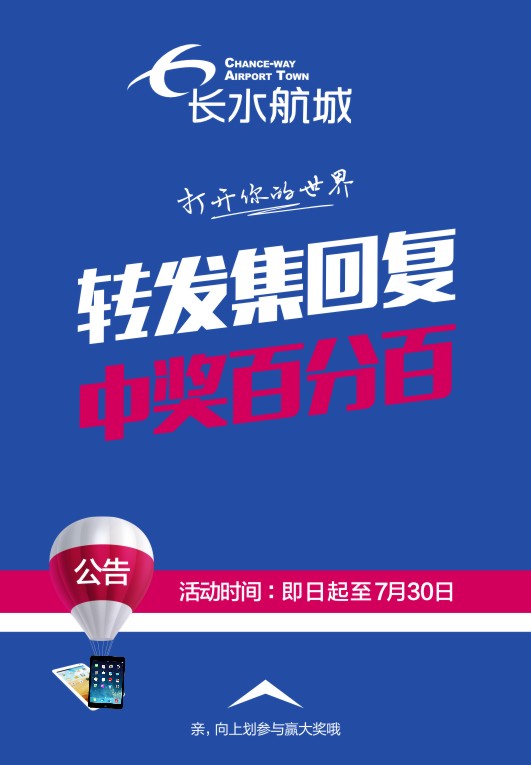 CHANCE-WAY
AIRPORT TOWN
长水航城
打开你的世界
转发集回复
中奖百分百
公告
活动时间：即日起至7月30日
亲，向上划参与赢大奖哦